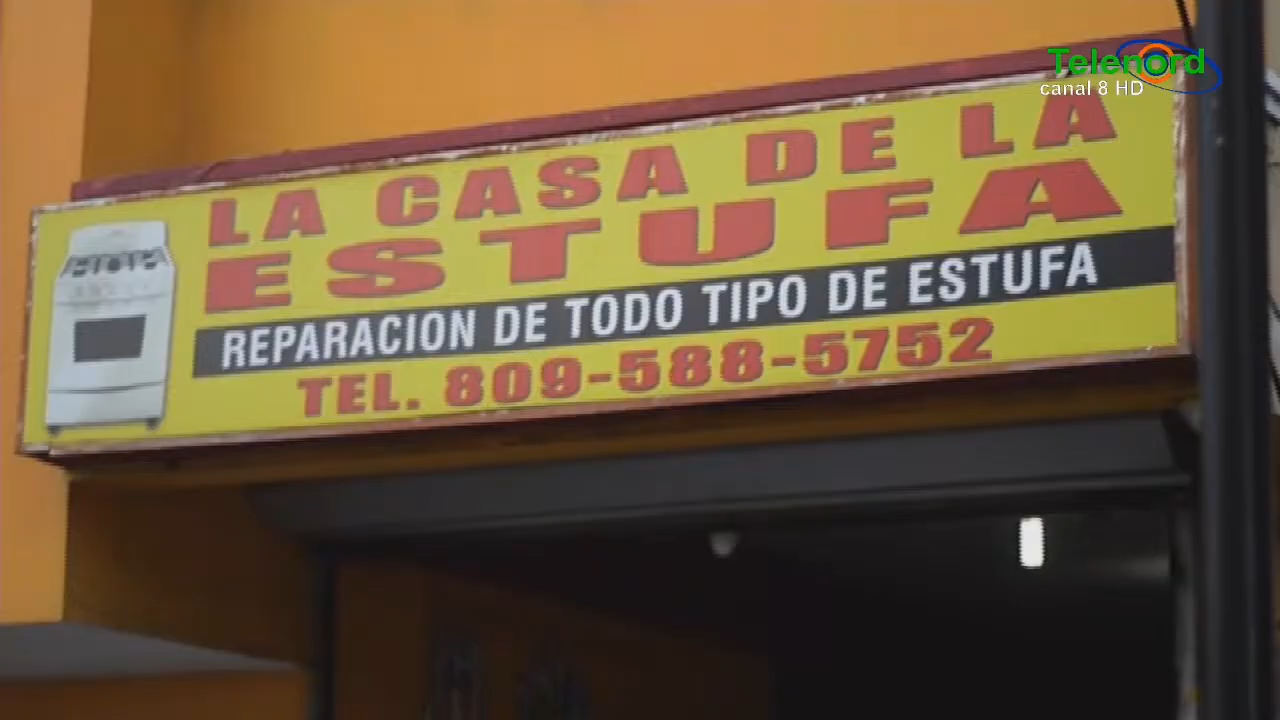 Telenord
canal 8 HD
LA CASA DE LA
ESTUFA
REPARACION DE TODO TIPO DE ESTUFA
TEL. 809-588-5752